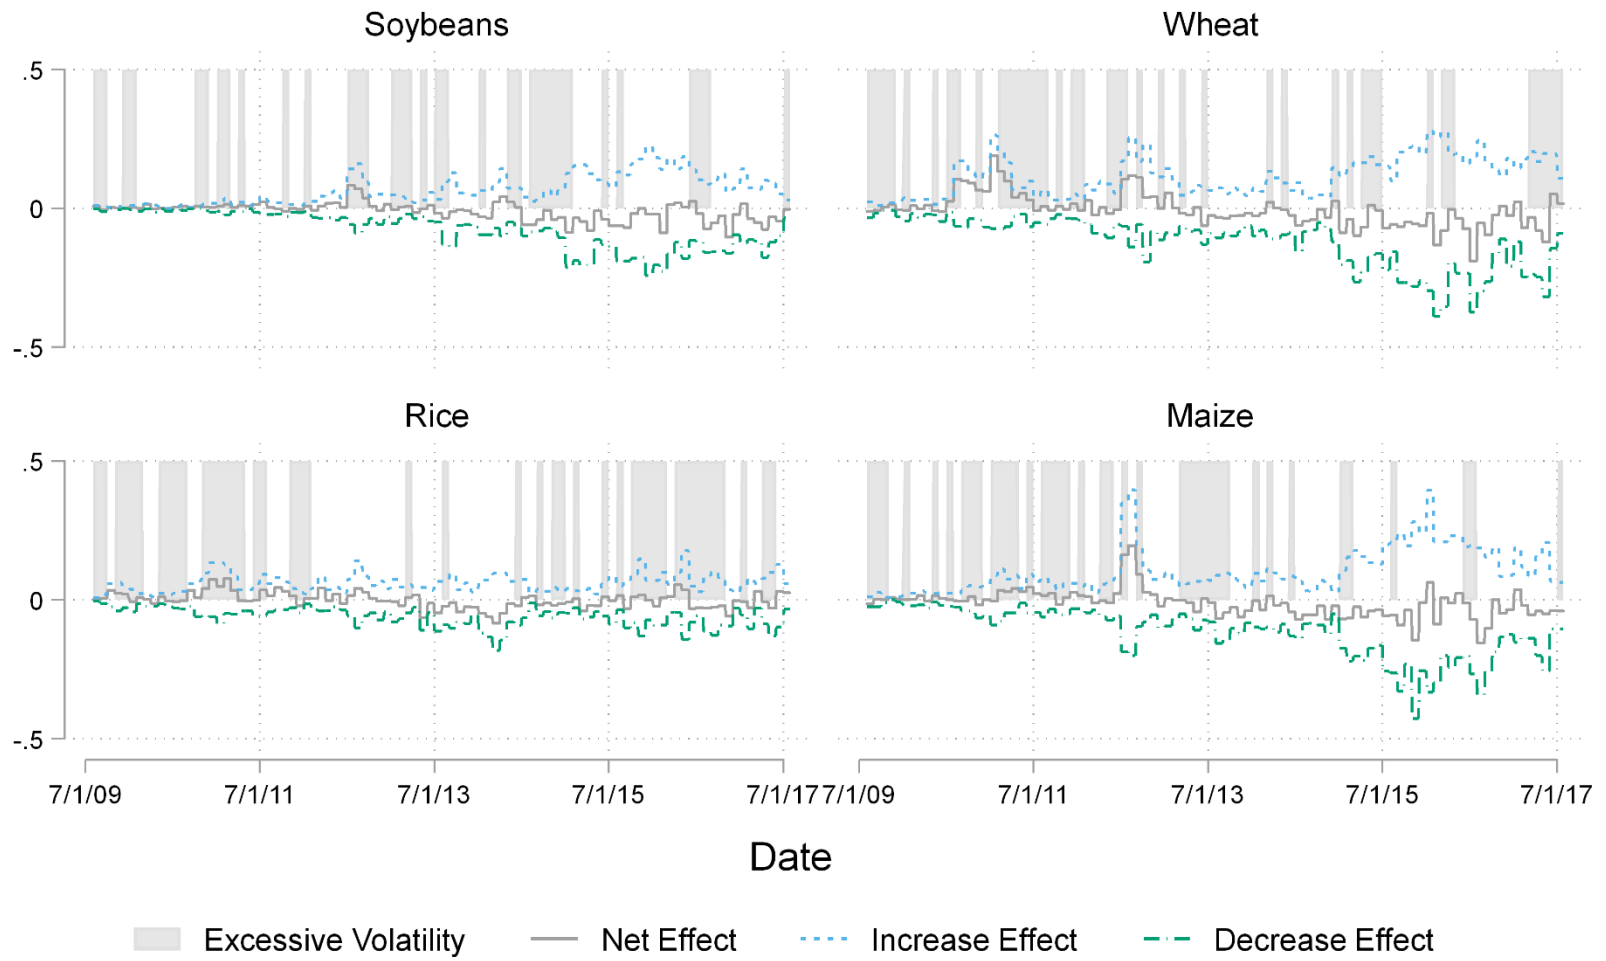 Soybeans
Wheat
.5
0
-.5
Rice
Maize
.5
0
-.5
7/1/09 7/1/11 7/1/13 7/1/15 7/1/17 7/1/09 7/1/11 7/1/13 7/1/15 7/1/17
Date
Excessive Volatility Net Effect Increase Effect Decrease Effect